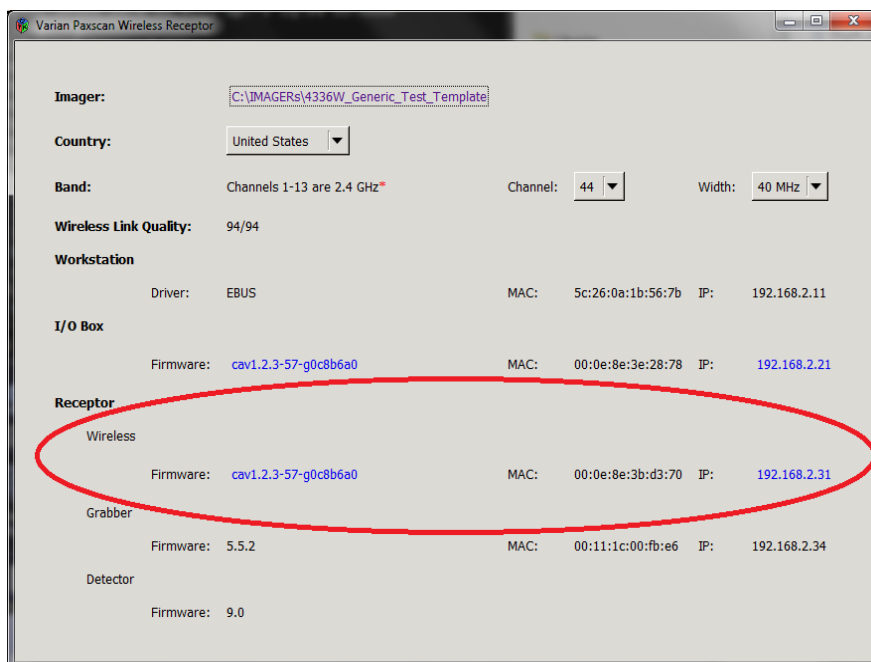 Varian Paxscan Wireless Receptor
Imager: C:\IMAGERs\4336W_Generic_Test_Template
Country: United States
Band: Channels 1-13 are 2.4 GHz* Channel: 44 Width: 40 MHz
Wireless Link Quality: 94/94
Workstation
Driver: EBUS MAC: 5c:26:0a:1b:56:7b IP: 192.168.2.11
I/O Box
Firmware: cav1.2.3-57-g0c8b6a0 MAC: 00:0e:8e:3e:28:78 IP: 192.168.2.21
Receptor
Wireless
Firmware: cav1.2.3-57-g0c8b6a0 MAC: 00:0e:8e:3b:d3:70 IP: 192.168.2.31
Grabber
Firmware: 5.5.2 MAC: 00:11:1c:00:fb:e6 IP: 192.168.2.34
Detector
Firmware: 9.0